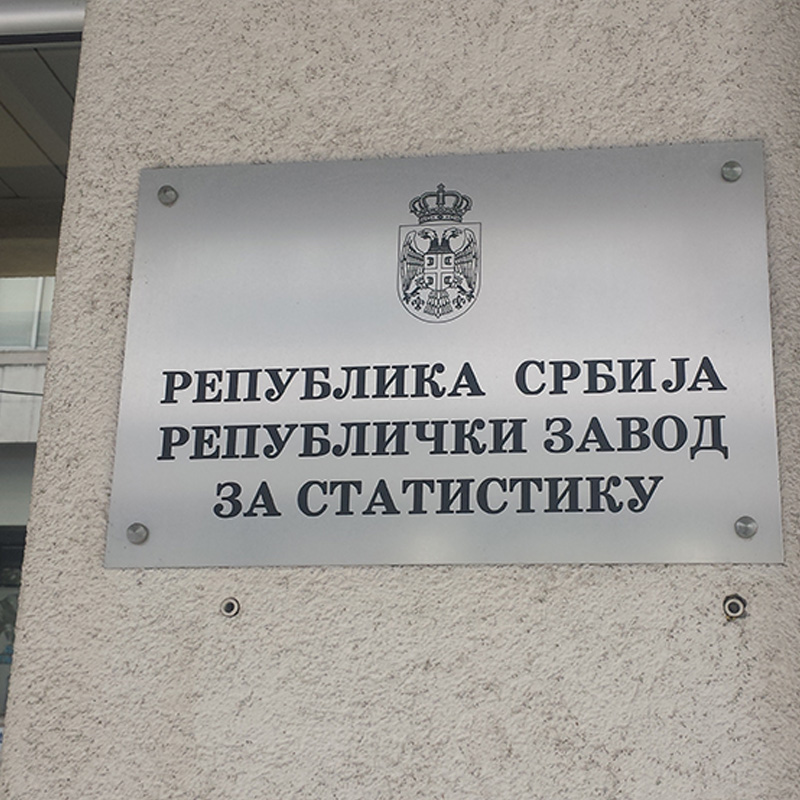 РЕПУБЛИКА СРБИЈА
РЕПУБЛИЧКИ ЗАВОД
ЗА СТАТИСТИКУ